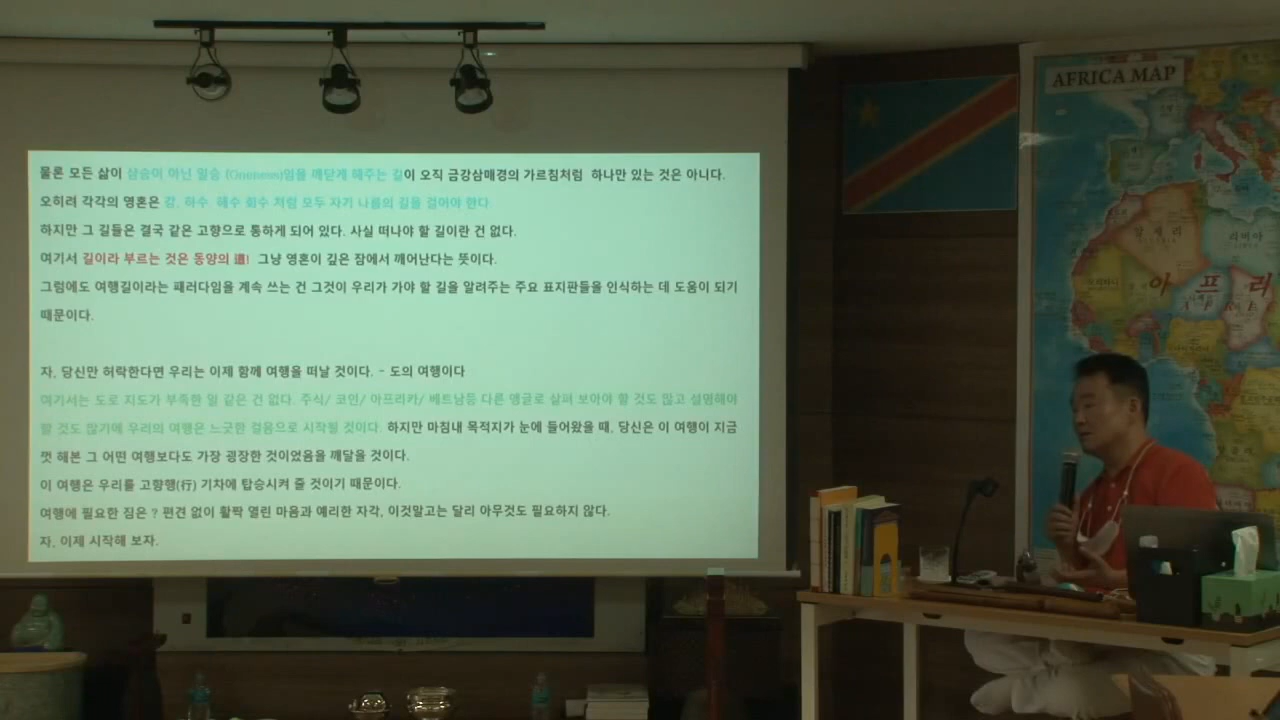 물론 모든 삶이 삼승이 아닌 일승 (Oneness)임을 깨닫게 해주는 길이 오직 금강삼매경의 가르침처럼 하나만 있는 것은 아니다.
오히려 각각의 영혼은 강, 하수, 해수 회수 처럼 모두 자기 나름의 길을 걸어야 한다.
하지만 그 길들은 결국 같은 고향으로 통하게 되어 있다. 사실 떠나야 할 길이란 건 없다.
여기서 길이라 부르는 것은 동양의 道! 그냥 영혼이 깊은 잠에서 깨어난다는 뜻이다.
그럼에도 여행길이라는 패러다임을 계속 쓰는 건 그것이 우리가 가야 할 길을 알려주는 주요 표지판들을 인식하는 데 도움이 되기
때문이다.
자, 당신만 허락한다면 우리는 이제 함께 여행을 떠날 것이다. - 도의 여행이다
여기서는 도로 지도가 부족한 일 같은 건 없다. 주식/ 코인/ 아프리카/ 베트남등 다른 앵글로 살펴 보아야 할 것도 많고 설명해야
할 것도 많기에 우리의 여행은 느긋한 걸음으로 시작될 것이다. 하지만 마침내 목적지가 눈에 들어왔을 때, 당신은 이 여행이 지금
껏 해본 그 어떤 여행보다도 가장 굉장한 것이었음을 깨달을 것이다.
이 여행은 우리를 고향행(行) 기차에 탑승시켜 줄 것이기 때문이다.
여행에 필요한 짐은 ? 편견 없이 활짝 열린 마음과 예리한 자각, 이것말고는 달리 아무것도 필요하지 않다.
자, 이제 시작해 보자.
AFRICA MAP
알제리
리비아
아프리